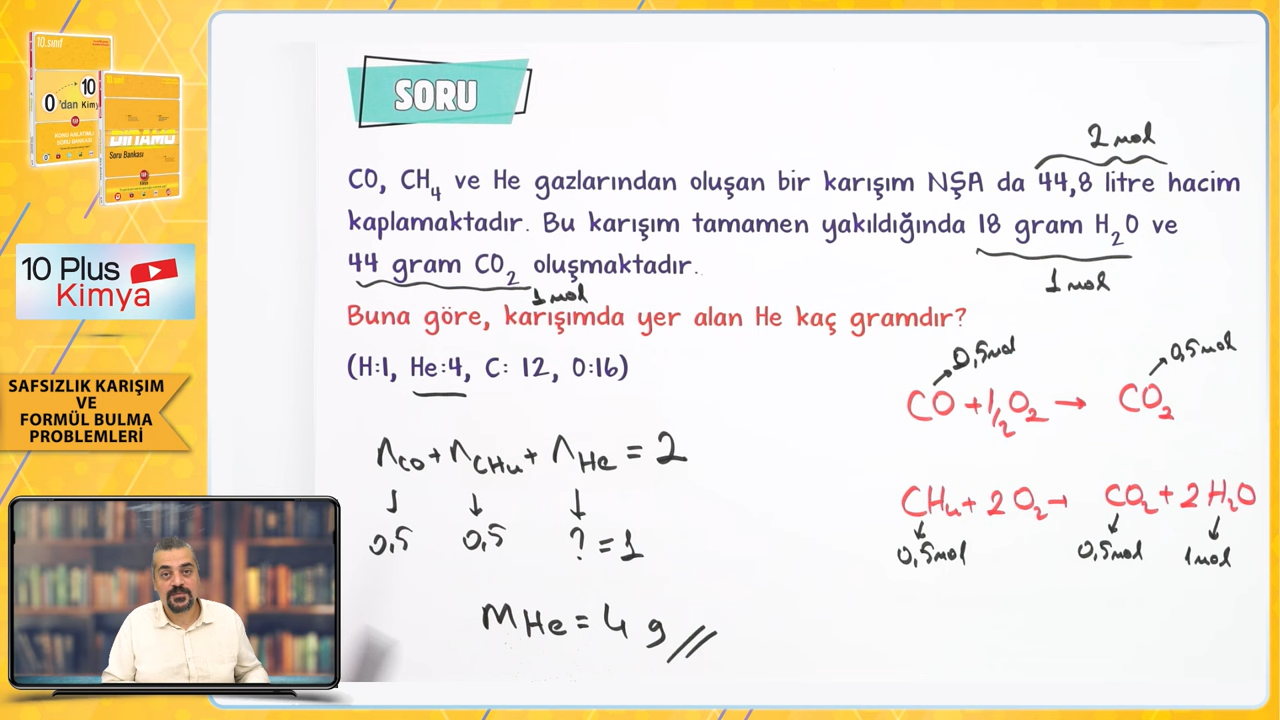 10.sınıf
0'dan 10
Kimya
KONU ANLATIMLI
SORU BANKASI
DİNAMO
Soru Bankası
10 Plus
Kimya
SAFSIZLIK KARIŞIM
VE
FORMÜL BULMA
PROBLEMLERİ
SORU
2 mol
CO, CH₄ ve He gazlarından oluşan bir karışım NŞA da 44,8 litre hacim
kaplamaktadır. Bu karışım tamamen yakıldığında 18 gram H₂O ve
44 gram CO₂ oluşmaktadır.
1 mol
1 mol
Buna göre, karışımda yer alan He kaç gramdır?
(H:1, He:4, C: 12, O:16)
0,5mol
0,5mol
CO + 1/2 O₂ → CO₂
nCO + nCH₄ + nHe = 2
0,5 0,5 ? = 1
CH₄ + 2O₂ → CO₂ + 2H₂O
0,5mol 0,5mol 1mol
mHe = 4 g //